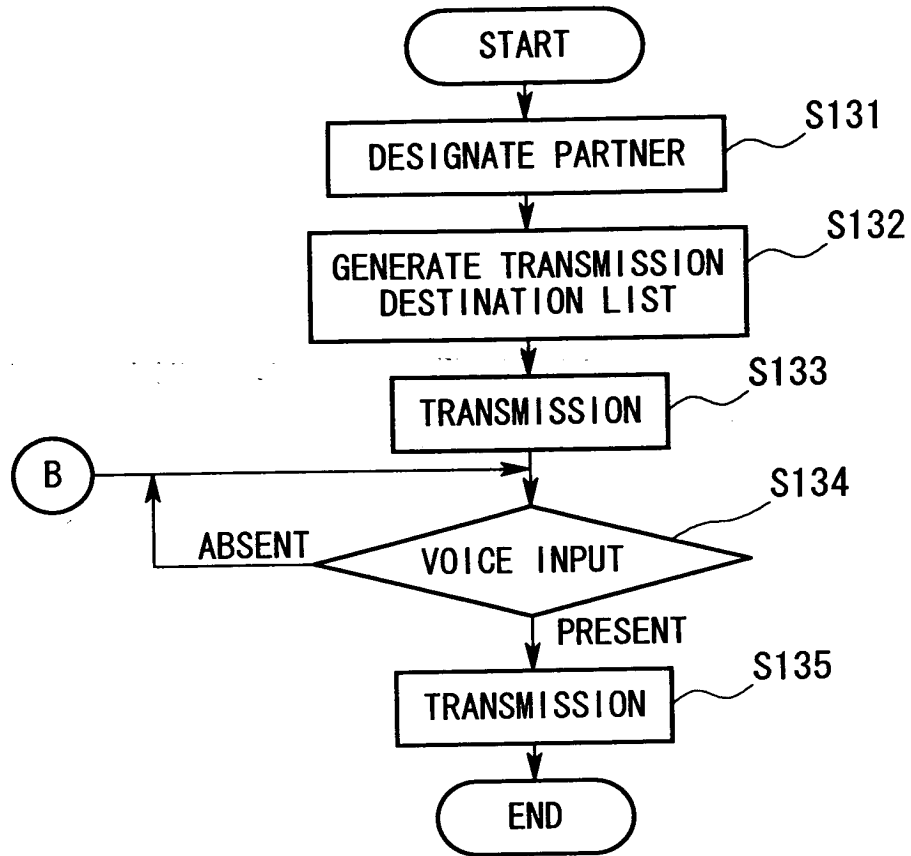 START
S131
DESIGNATE PARTNER
S132
GENERATE TRANSMISSION
DESTINATION LIST
S133
TRANSMISSION
B
S134
ABSENT
VOICE INPUT
PRESENT
S135
TRANSMISSION
END